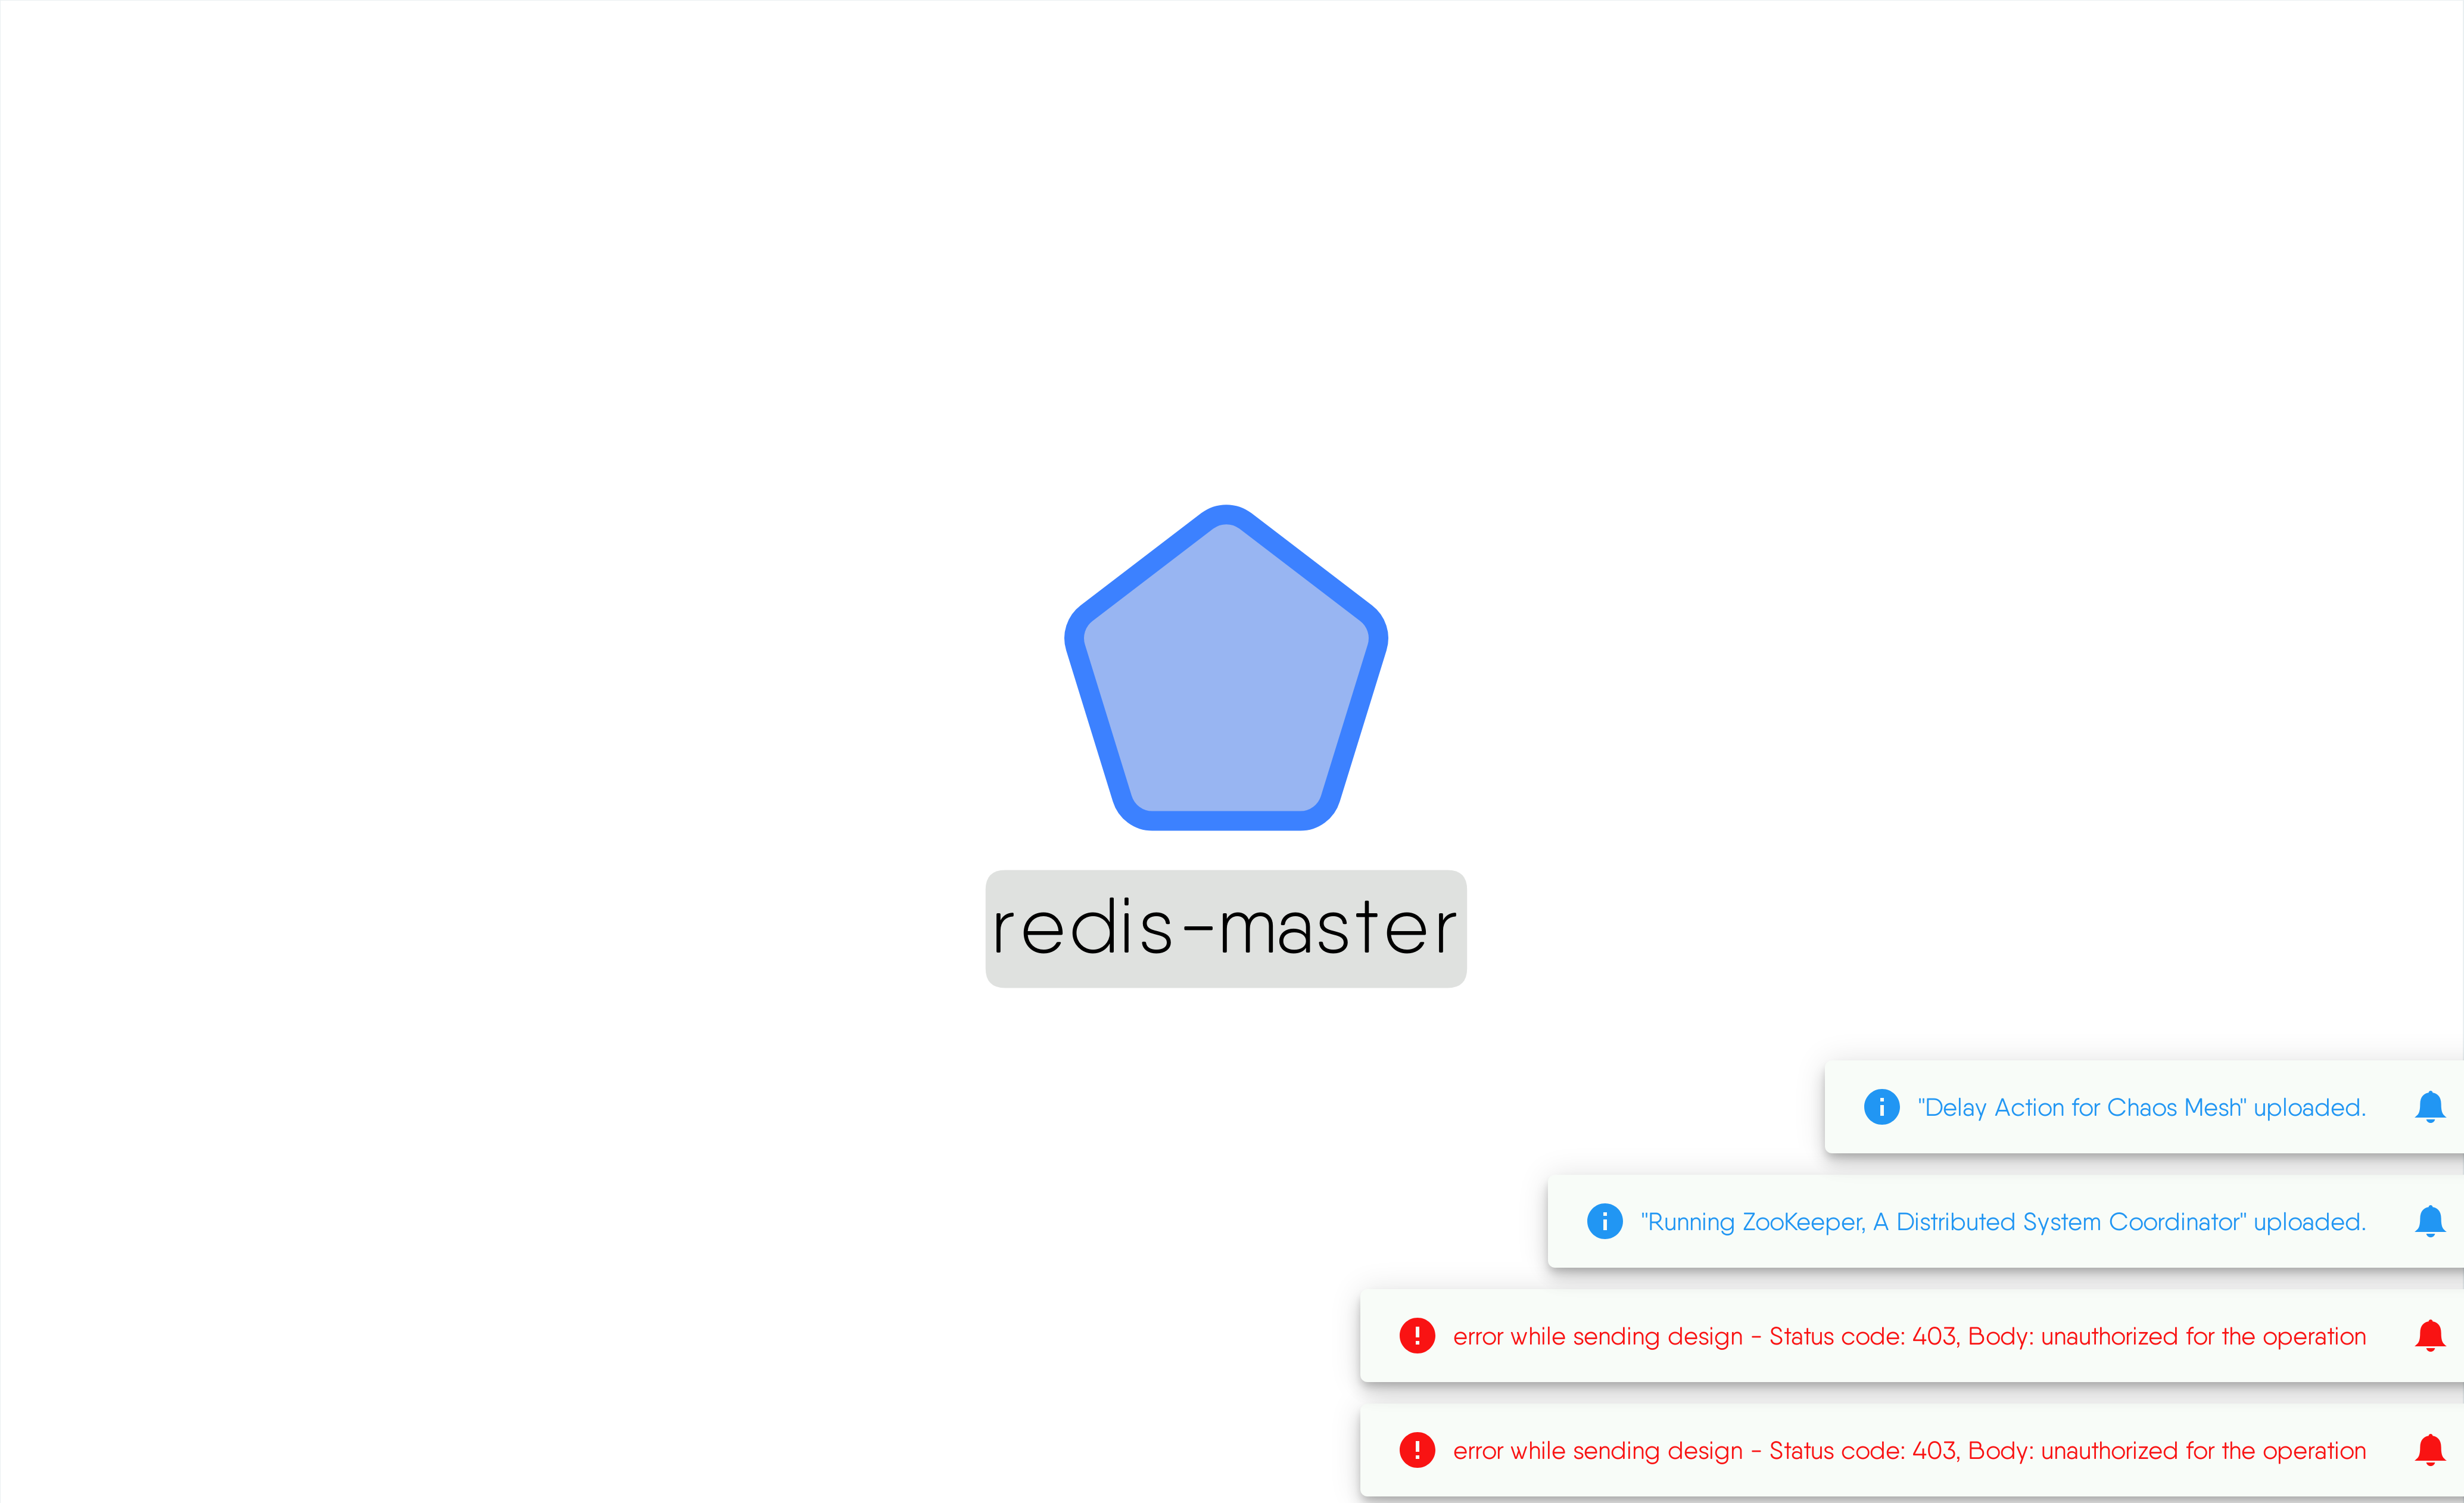 redis-master
"Delay Action for Chaos Mesh" uploaded.
"Running ZooKeeper, A Distributed System Coordinator" uploaded.
error while sending design - Status code: 403, Body: unauthorized for the operation
error while sending design - Status code: 403, Body: unauthorized for the operation